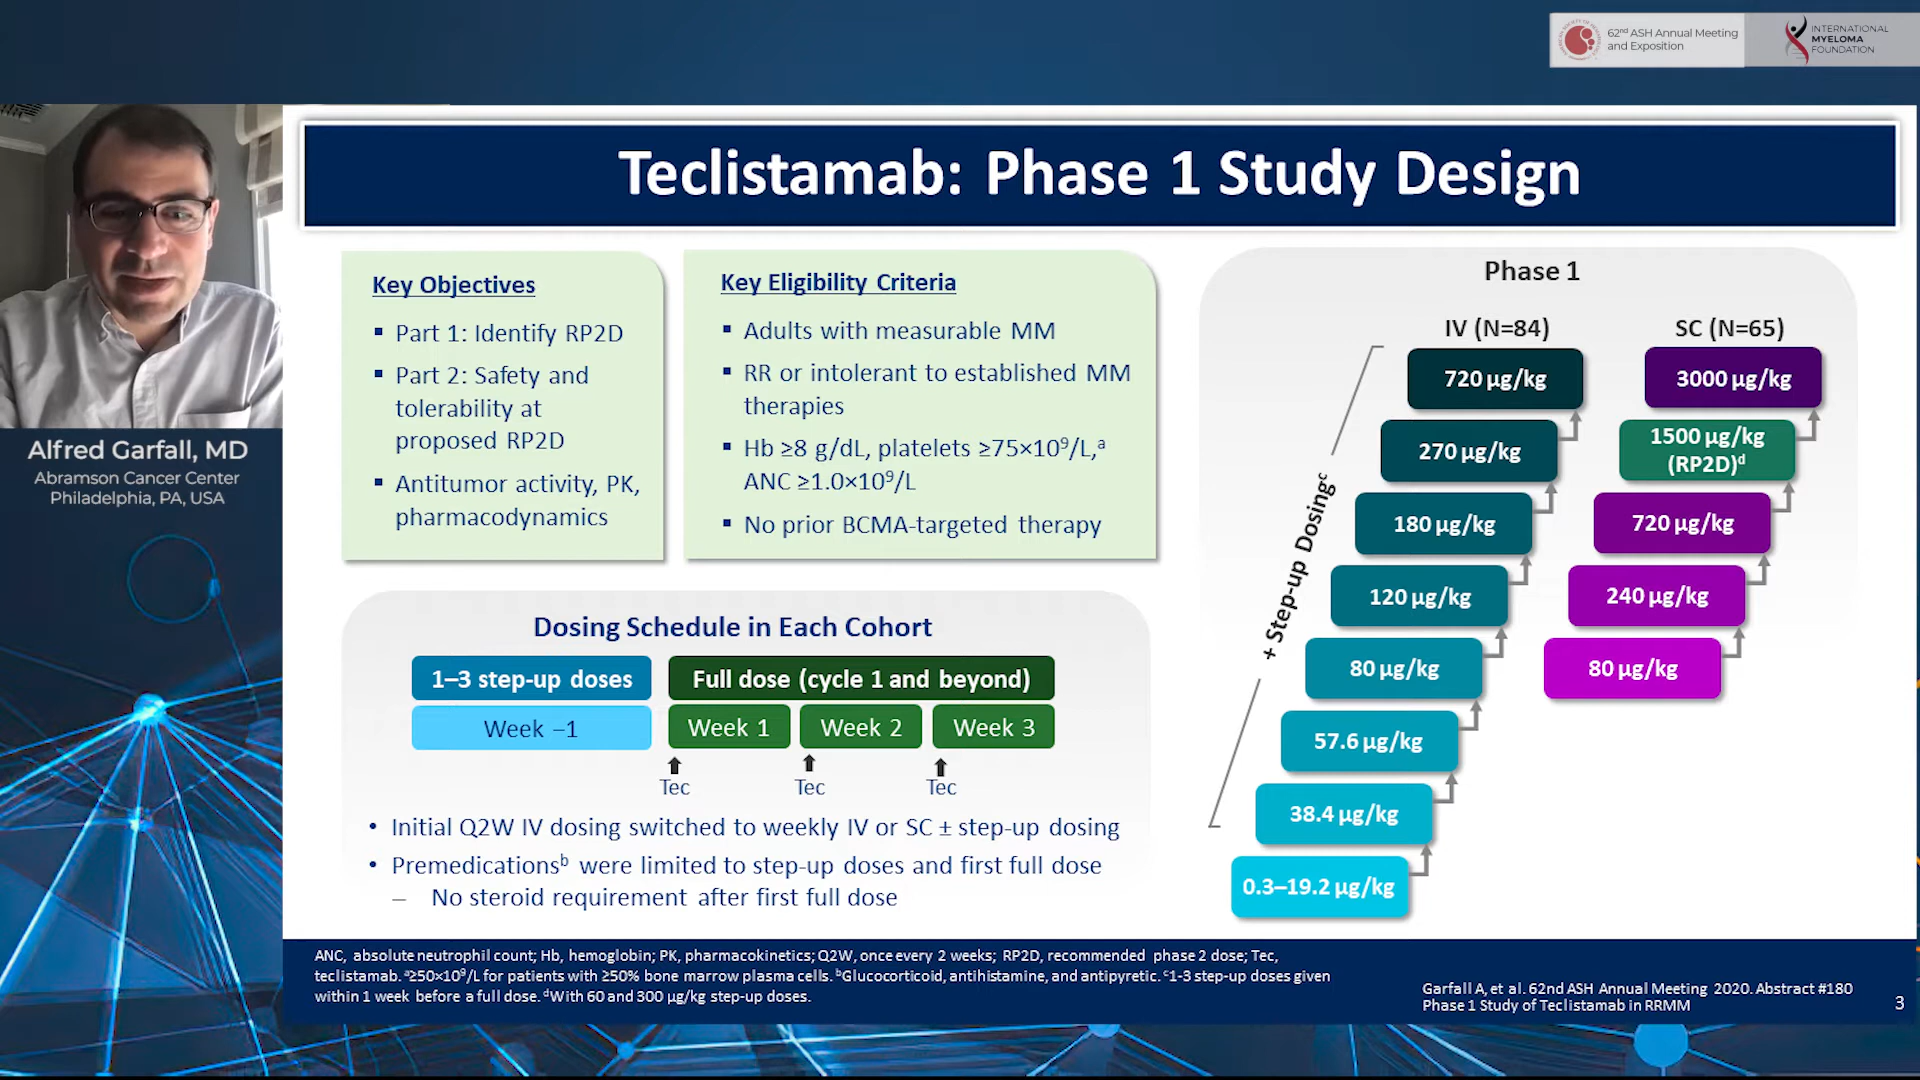 62nd ASH Annual Meeting
and Exposition
INTERNATIONAL
MYELOMA
FOUNDATION
Teclistamab: Phase 1 Study Design
Alfred Garfall, MD
Abramson Cancer Center
Philadelphia, PA, USA
Key Objectives
▪ Part 1: Identify RP2D
▪ Part 2: Safety and
tolerability at
proposed RP2D
▪ Antitumor activity, PK,
pharmacodynamics
Key Eligibility Criteria
▪ Adults with measurable MM
▪ RR or intolerant to established MM
therapies
▪ Hb ≥8 g/dL, platelets ≥75×10⁹/L,ᵃ
ANC ≥1.0×10⁹/L
▪ No prior BCMA-targeted therapy
Dosing Schedule in Each Cohort
1–3 step-up doses
Full dose (cycle 1 and beyond)
Week –1
Week 1
Week 2
Week 3
Tec
Tec
Tec
• Initial Q2W IV dosing switched to weekly IV or SC ± step-up dosing
• Premedicationsᵇ were limited to step-up doses and first full dose
– No steroid requirement after first full dose
Phase 1
IV (N=84)
SC (N=65)
+ Step-up Dosingᶜ
720 µg/kg
270 µg/kg
180 µg/kg
120 µg/kg
80 µg/kg
57.6 µg/kg
38.4 µg/kg
0.3–19.2 µg/kg
3000 µg/kg
1500 µg/kg
(RP2D)ᵈ
720 µg/kg
240 µg/kg
80 µg/kg
ANC, absolute neutrophil count; Hb, hemoglobin; PK, pharmacokinetics; Q2W, once every 2 weeks; RP2D, recommended phase 2 dose; Tec,
teclistamab. ᵃ≥50×10⁹/L for patients with ≥50% bone marrow plasma cells. ᵇGlucocorticoid, antihistamine, and antipyretic. ᶜ1-3 step-up doses given
within 1 week before a full dose. ᵈWith 60 and 300 µg/kg step-up doses.
Garfall A, et al. 62nd ASH Annual Meeting 2020. Abstract #180
Phase 1 Study of Teclistamab in RRMM
3